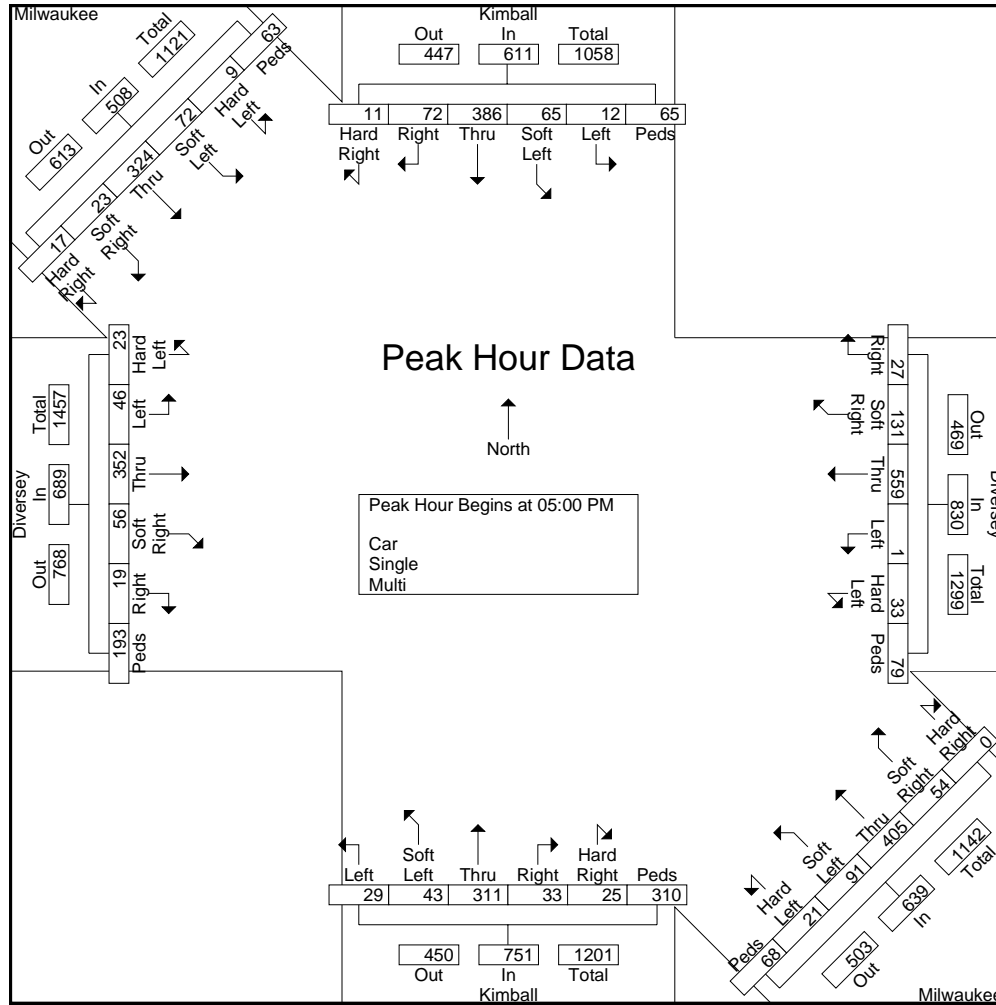 Milwaukee
Kimball
Out In Total
447 611 1058
11 72 386 65 12 65
Hard Right
Right
Thru
Soft Left
Left
Peds
Total
1121
In
508
Out
613
63
9
72
324
23
17
Peds
Hard Left
Soft Left
Thru
Soft Right
Hard Right
Diversey
Total
1457
In
689
Out
768
23
46
352
56
19
193
Hard Left
Left
Thru
Soft Right
Right
Peds
Peak Hour Data
North
Peak Hour Begins at 05:00 PM
Car
Single
Multi
Right
Soft Right
Thru
Left
Hard Left
Peds
27
131
559
1
33
79
Out
469
In
830
Total
1299
Diversey
Hard Right
Soft Right
Thru
Soft Left
Hard Left
Peds
0
54
405
91
21
68
1142
Total
639
In
503
Out
Left
Soft Left
Thru
Right
Hard Right
Peds
29 43 311 33 25 310
450 751 1201
Out In Total
Kimball
Milwaukee